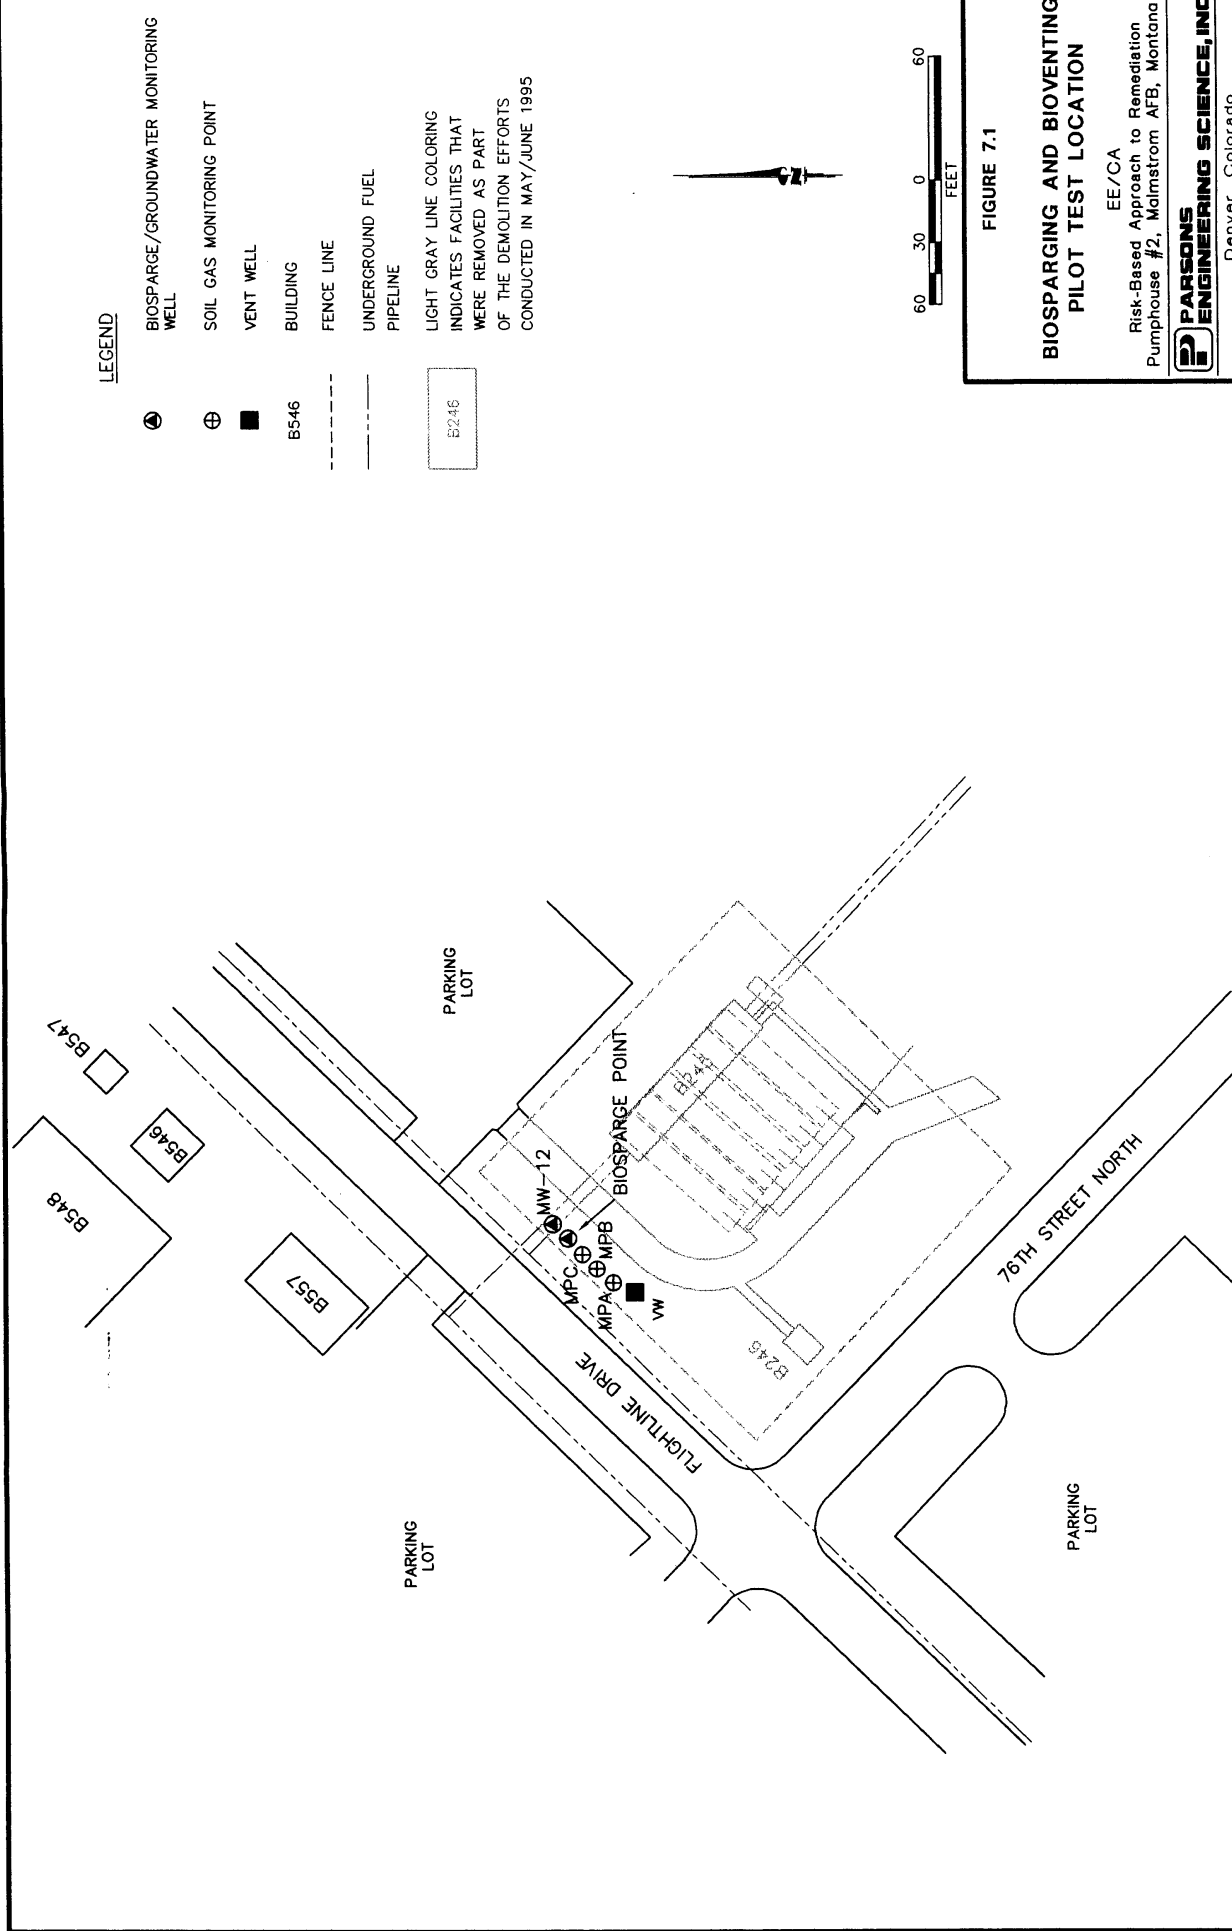 LEGEND
BIOSPARGE/GROUNDWATER MONITORING
WELL
SOIL GAS MONITORING POINT
VENT WELL
B546
BUILDING
FENCE LINE
UNDERGROUND FUEL
PIPELINE
B246
LIGHT GRAY LINE COLORING
INDICATES FACILITIES THAT
WERE REMOVED AS PART
OF THE DEMOLITION EFFORTS
CONDUCTED IN MAY/JUNE 1995
B548
B547
B546
B557
PARKING
LOT
PARKING
LOT
FLIGHTLINE DRIVE
MW-12
MPC
MPB
MPA
VW
BIOSPARGE POINT
B246
B246
76TH STREET NORTH
PARKING
LOT
N
60 30 0 60
FEET
FIGURE 7.1
BIOSPARGING AND BIOVENTING
PILOT TEST LOCATION
EE/CA
Risk-Based Approach to Remediation
Pumphouse #2, Malmstrom AFB, Montana
PARSONS
ENGINEERING SCIENCE, INC
Denver, Colorado